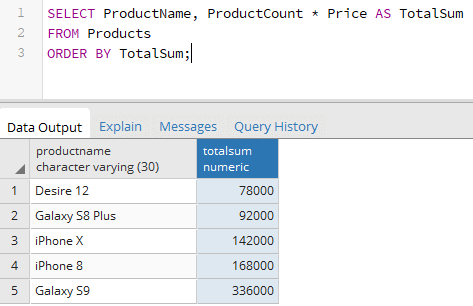 1 SELECT ProductName, ProductCount * Price AS TotalSum
2 FROM Products
3 ORDER BY TotalSum;
Data Output Explain Messages Query History
productname totalsum
character varying (30) numeric
1 Desire 12 78000
2 Galaxy S8 Plus 92000
3 iPhone X 142000
4 iPhone 8 168000
5 Galaxy S9 336000